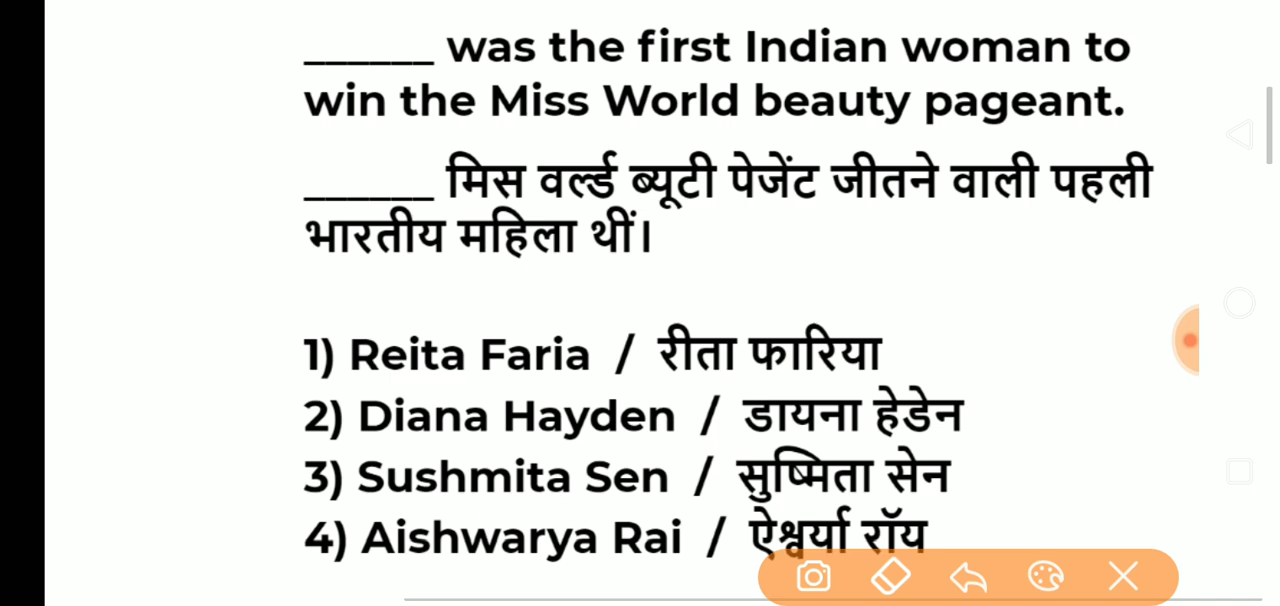 ______ was the first Indian woman to
win the Miss World beauty pageant.
______ मिस वर्ल्ड ब्यूटी पेजेंट जीतने वाली पहली
भारतीय महिला थीं।
1) Reita Faria / रीता फारिया
2) Diana Hayden / डायना हेडेन
3) Sushmita Sen / सुष्मिता सेन
4) Aishwarya Rai / ऐश्वर्या रॉय